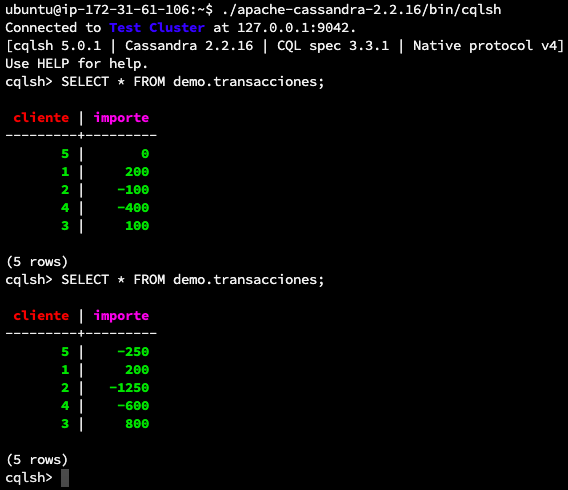 ubuntu@ip-172-31-61-106:~$ ./apache-cassandra-2.2.16/bin/cqlsh
Connected to Test Cluster at 127.0.0.1:9042.
[cqlsh 5.0.1 | Cassandra 2.2.16 | CQL spec 3.3.1 | Native protocol v4]
Use HELP for help.
cqlsh> SELECT * FROM demo.transacciones;
 cliente | importe
---------+---------
       5 |       0
       1 |     200
       2 |    -100
       4 |    -400
       3 |     100
(5 rows)
cqlsh> SELECT * FROM demo.transacciones;
 cliente | importe
---------+---------
       5 |    -250
       1 |     200
       2 |   -1250
       4 |    -600
       3 |     800
(5 rows)
cqlsh>